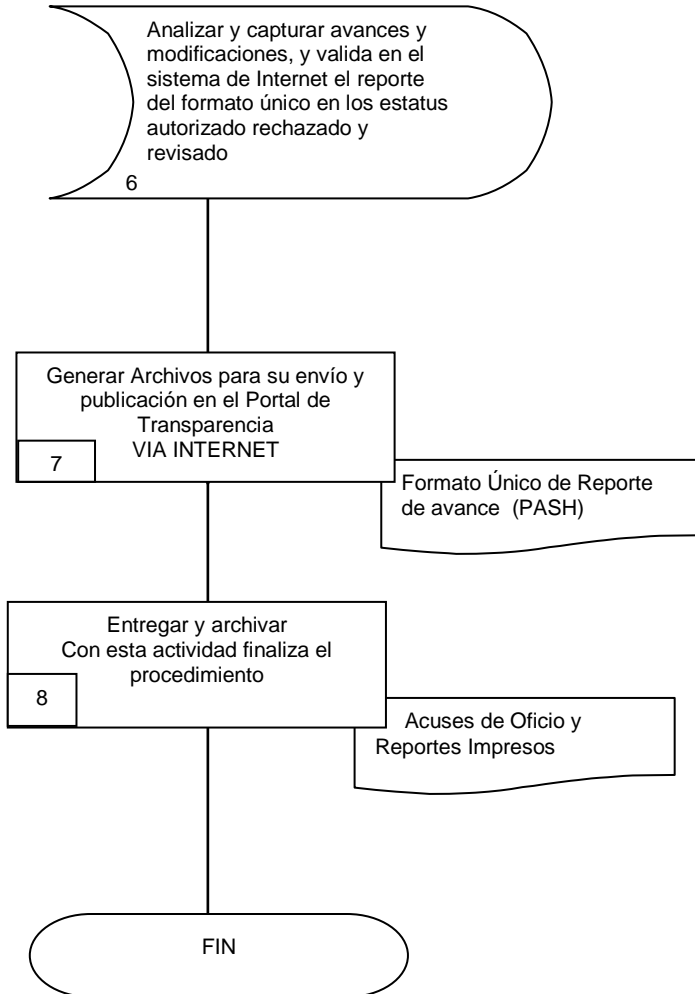 Analizar y capturar avances y
modificaciones, y valida en el
sistema de Internet el reporte
del formato único en los estatus
autorizado rechazado y
revisado
6
Generar Archivos para su envío y
publicación en el Portal de
Transparencia
VIA INTERNET
7
Formato Único de Reporte
de avance (PASH)
Entregar y archivar
Con esta actividad finaliza el
procedimiento
8
Acuses de Oficio y
Reportes Impresos
FIN